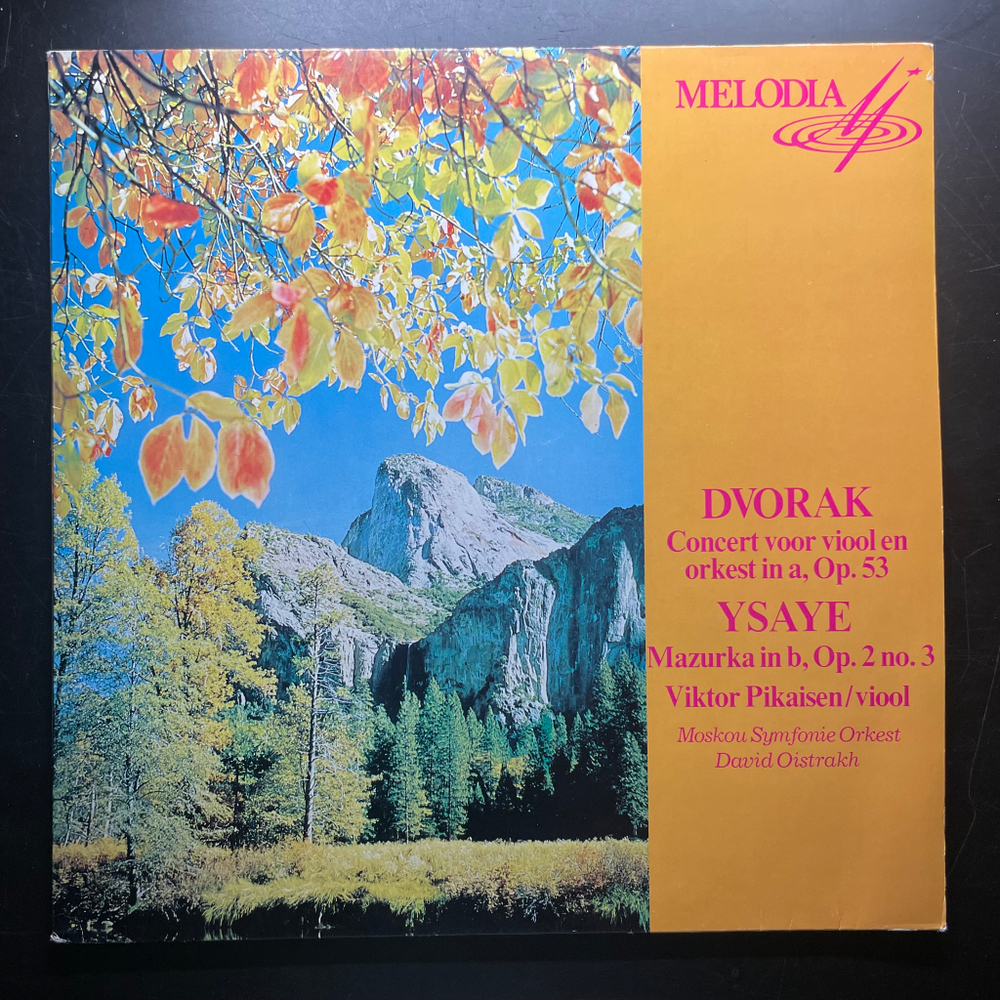 MELODIA
DVORAK
Concert voor viool en
orkest in a, Op. 53
YSAYE
Mazurka in b, Op. 2 no. 3
Viktor Pikaisen/viool
Moskou Symfonie Orkest
David Oistrakh